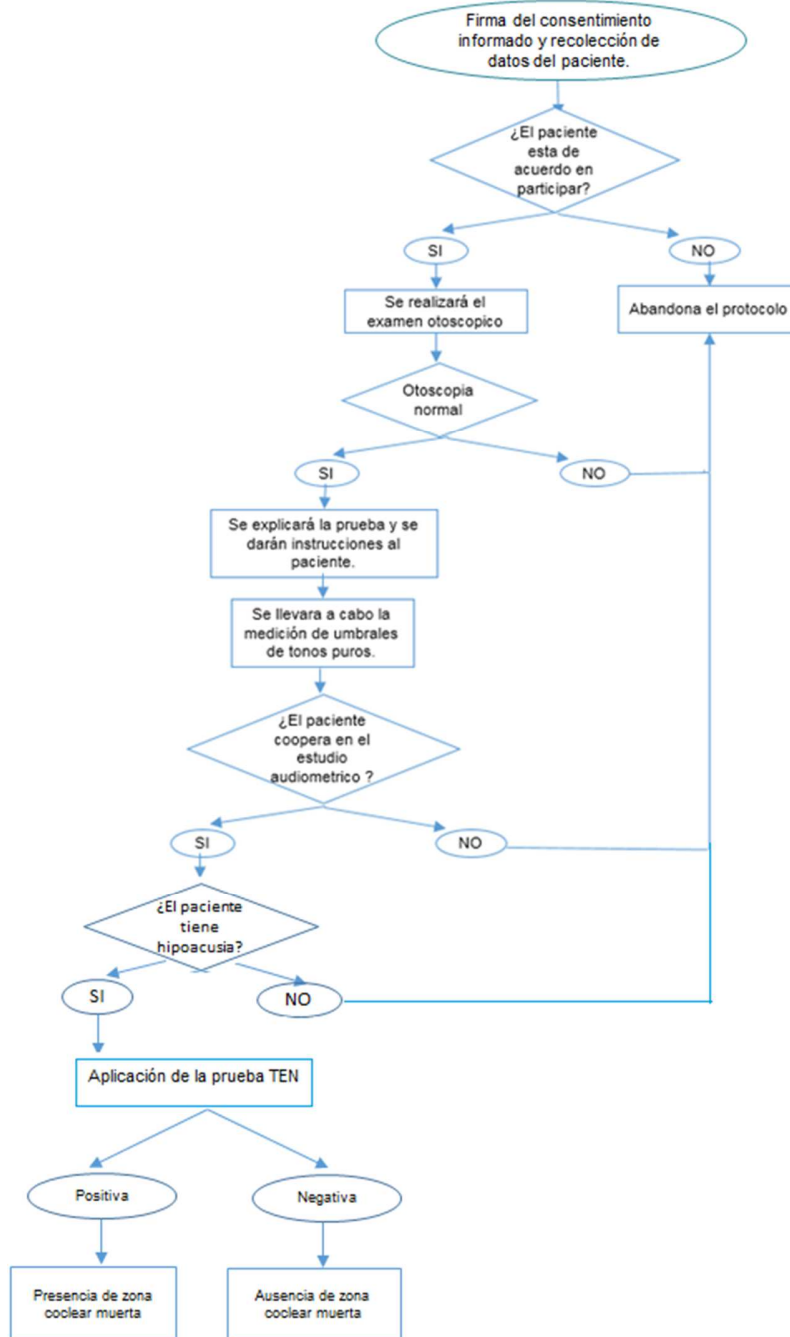 Firma del consentimiento
informado y recolección de
datos del paciente.
¿El paciente
esta de
acuerdo en
participar?
SI
NO
Se realizará el
examen otoscopico
Abandona el protocolo
Otoscopia
normal
SI
NO
Se explicará la prueba y se
darán instrucciones al
paciente.
Se llevara a cabo la
medición de umbrales
de tonos puros.
¿El paciente
coopera en el
estudio
audiometrico ?
SI
NO
¿El paciente
tiene
hipoacusia?
SI
NO
Aplicación de la prueba TEN
Positiva
Negativa
Presencia de zona
coclear muerta
Ausencia de zona
coclear muerta